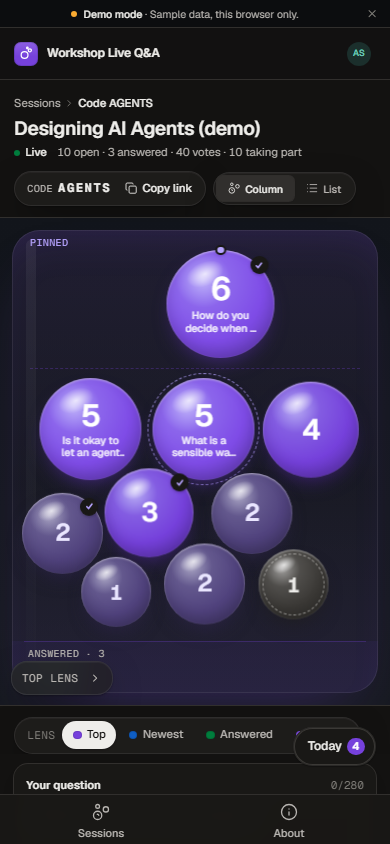 Demo mode · Sample data, this browser only.
Workshop Live Q&A
AS
Sessions > Code AGENTS
Designing AI Agents (demo)
Live 10 open · 3 answered · 40 votes · 10 taking part
CODE AGENTS Copy link
Column List
PINNED
6
How do you
decide when …
5
Is it okay to
let an agent…
5
What is a
sensible wa…
4
3
2
2
1
2
1
ANSWERED · 3
TOP LENS
LENS Top Newest Answered
Today 4
Your question 0/280
Sessions About